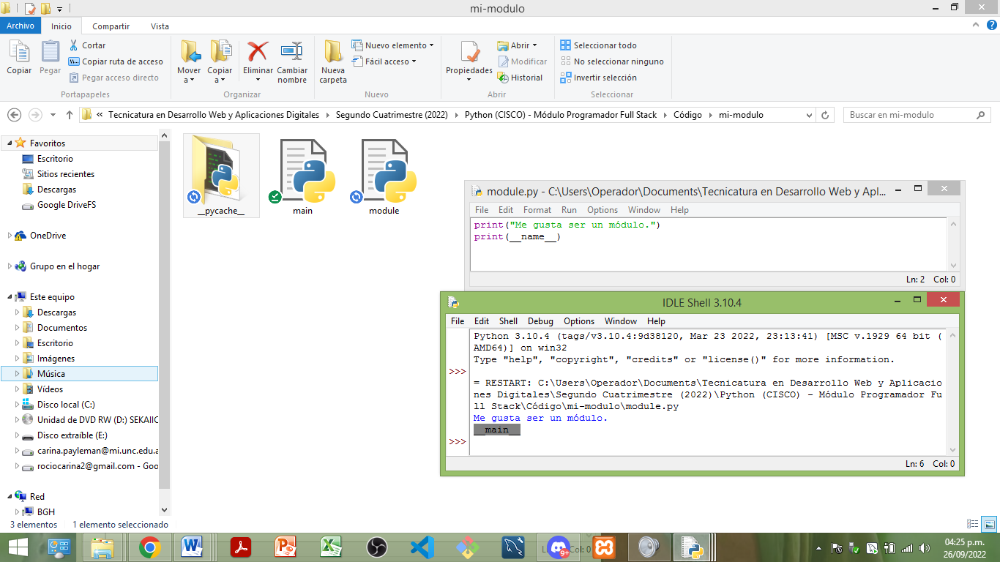 mi-modulo
Archivo Inicio Compartir Vista
Copiar
Pegar
Cortar
Copiar ruta de acceso
Pegar acceso directo
Portapapeles
Mover a
Copiar a
Eliminar
Cambiar nombre
Organizar
Nueva carpeta
Nuevo elemento
Fácil acceso
Nuevo
Propiedades
Abrir
Modificar
Historial
Abrir
Seleccionar todo
No seleccionar ninguno
Invertir selección
Seleccionar
« Tecnicatura en Desarrollo Web y Aplicaciones Digitales Segundo Cuatrimestre (2022) Python (CISCO) - Módulo Programador Full Stack Código mi-modulo
Buscar en mi-modulo
Favoritos
Escritorio
Sitios recientes
Descargas
Google DriveFS
OneDrive
Grupo en el hogar
Este equipo
Descargas
Documentos
Escritorio
Imágenes
Música
Vídeos
Disco local (C:)
Unidad de DVD RW (D:) SEKAIIC
Disco extraíble (E:)
carina.payleman@mi.unc.edu.a
rociocarina2@gmail.com - Goo
Red
BGH
3 elementos 1 elemento seleccionado
__pycache__
main
module
module.py - C:\Users\Operador\Documents\Tecnicatura en Desarrollo Web y Apl...
File Edit Format Run Options Window Help
print("Me gusta ser un módulo.")
print(__name__)
Ln: 2 Col: 0
IDLE Shell 3.10.4
File Edit Shell Debug Options Window Help
Python 3.10.4 (tags/v3.10.4:9d38120, Mar 23 2022, 23:13:41) [MSC v.1929 64 bit (
AMD64)] on win32
Type "help", "copyright", "credits" or "license()" for more information.
>>>
= RESTART: C:\Users\Operador\Documents\Tecnicatura en Desarrollo Web y Aplicacio
nes Digitales\Segundo Cuatrimestre (2022)\Python (CISCO) - Módulo Programador Fu
ll Stack\Código\mi-modulo\module.py
Me gusta ser un módulo.
__main__
>>>
Ln: 6 Col: 0
04:25 p.m.
26/09/2022